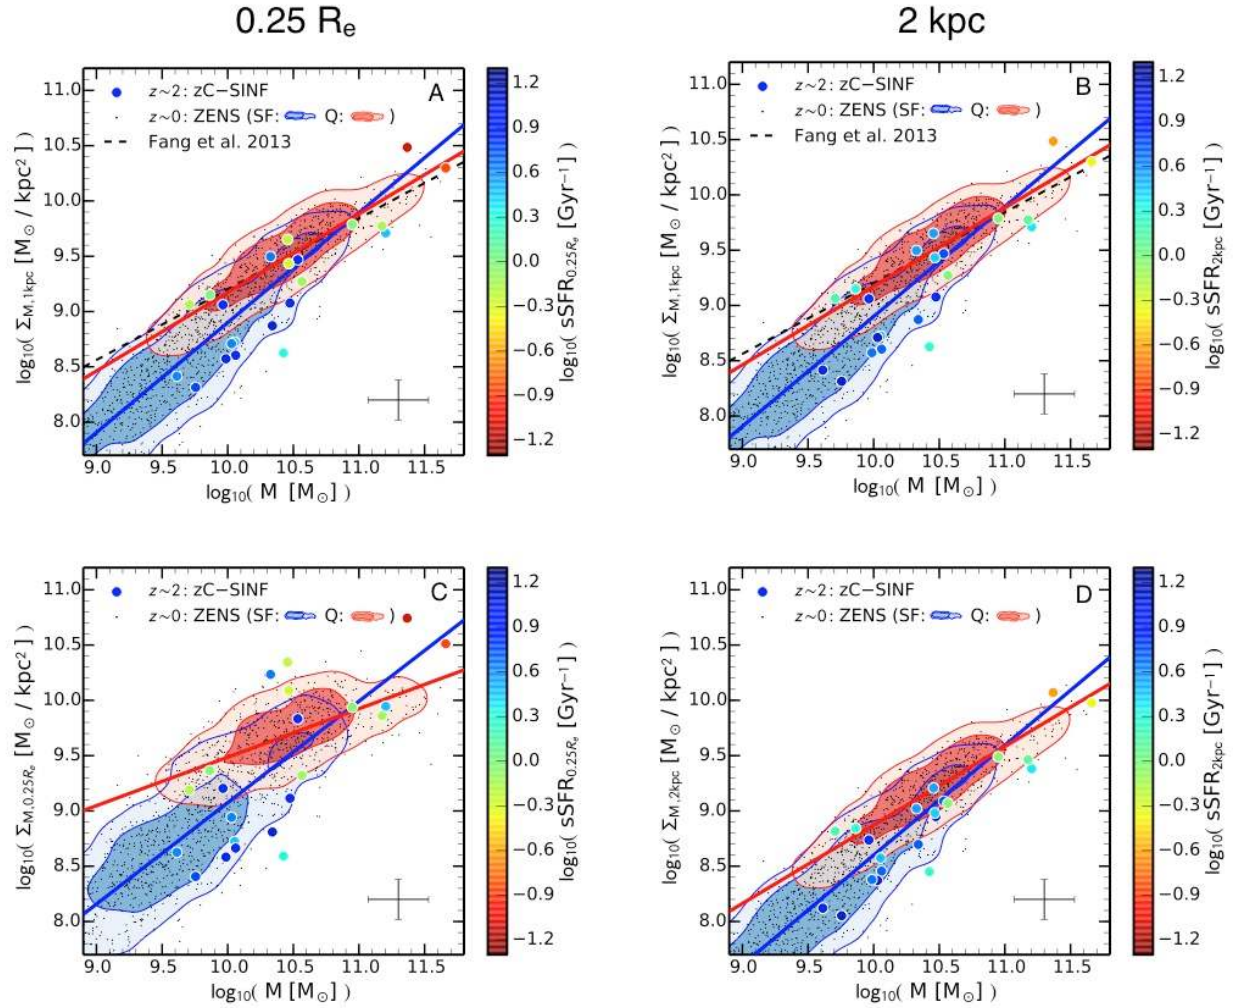 0.25 Rₑ
2 kpc
A
z~2: zC−SINF
z~0: ZENS (SF: Q: )
Fang et al. 2013
log₁₀( Σ_M,1kpc [M⊙ / kpc²] )
11.0
10.5
10.0
9.5
9.0
8.5
8.0
9.0 9.5 10.0 10.5 11.0 11.5
log₁₀( M [M⊙] )
1.2
0.9
0.6
0.3
0.0
−0.3
−0.6
−0.9
−1.2
log₁₀( sSFR_0.25Rₑ [Gyr⁻¹] )
B
z~2: zC−SINF
z~0: ZENS (SF: Q: )
Fang et al. 2013
log₁₀( Σ_M,1kpc [M⊙ / kpc²] )
11.0
10.5
10.0
9.5
9.0
8.5
8.0
9.0 9.5 10.0 10.5 11.0 11.5
log₁₀( M [M⊙] )
1.2
0.9
0.6
0.3
0.0
−0.3
−0.6
−0.9
−1.2
log₁₀( sSFR_2kpc [Gyr⁻¹] )
C
z~2: zC−SINF
z~0: ZENS (SF: Q: )
log₁₀( Σ_M,0.25Rₑ [M⊙ / kpc²] )
11.0
10.5
10.0
9.5
9.0
8.5
8.0
9.0 9.5 10.0 10.5 11.0 11.5
log₁₀( M [M⊙] )
1.2
0.9
0.6
0.3
0.0
−0.3
−0.6
−0.9
−1.2
log₁₀( sSFR_0.25Rₑ [Gyr⁻¹] )
D
z~2: zC−SINF
z~0: ZENS (SF: Q: )
log₁₀( Σ_M,2kpc [M⊙ / kpc²] )
11.0
10.5
10.0
9.5
9.0
8.5
8.0
9.0 9.5 10.0 10.5 11.0 11.5
log₁₀( M [M⊙] )
1.2
0.9
0.6
0.3
0.0
−0.3
−0.6
−0.9
−1.2
log₁₀( sSFR_2kpc [Gyr⁻¹] )